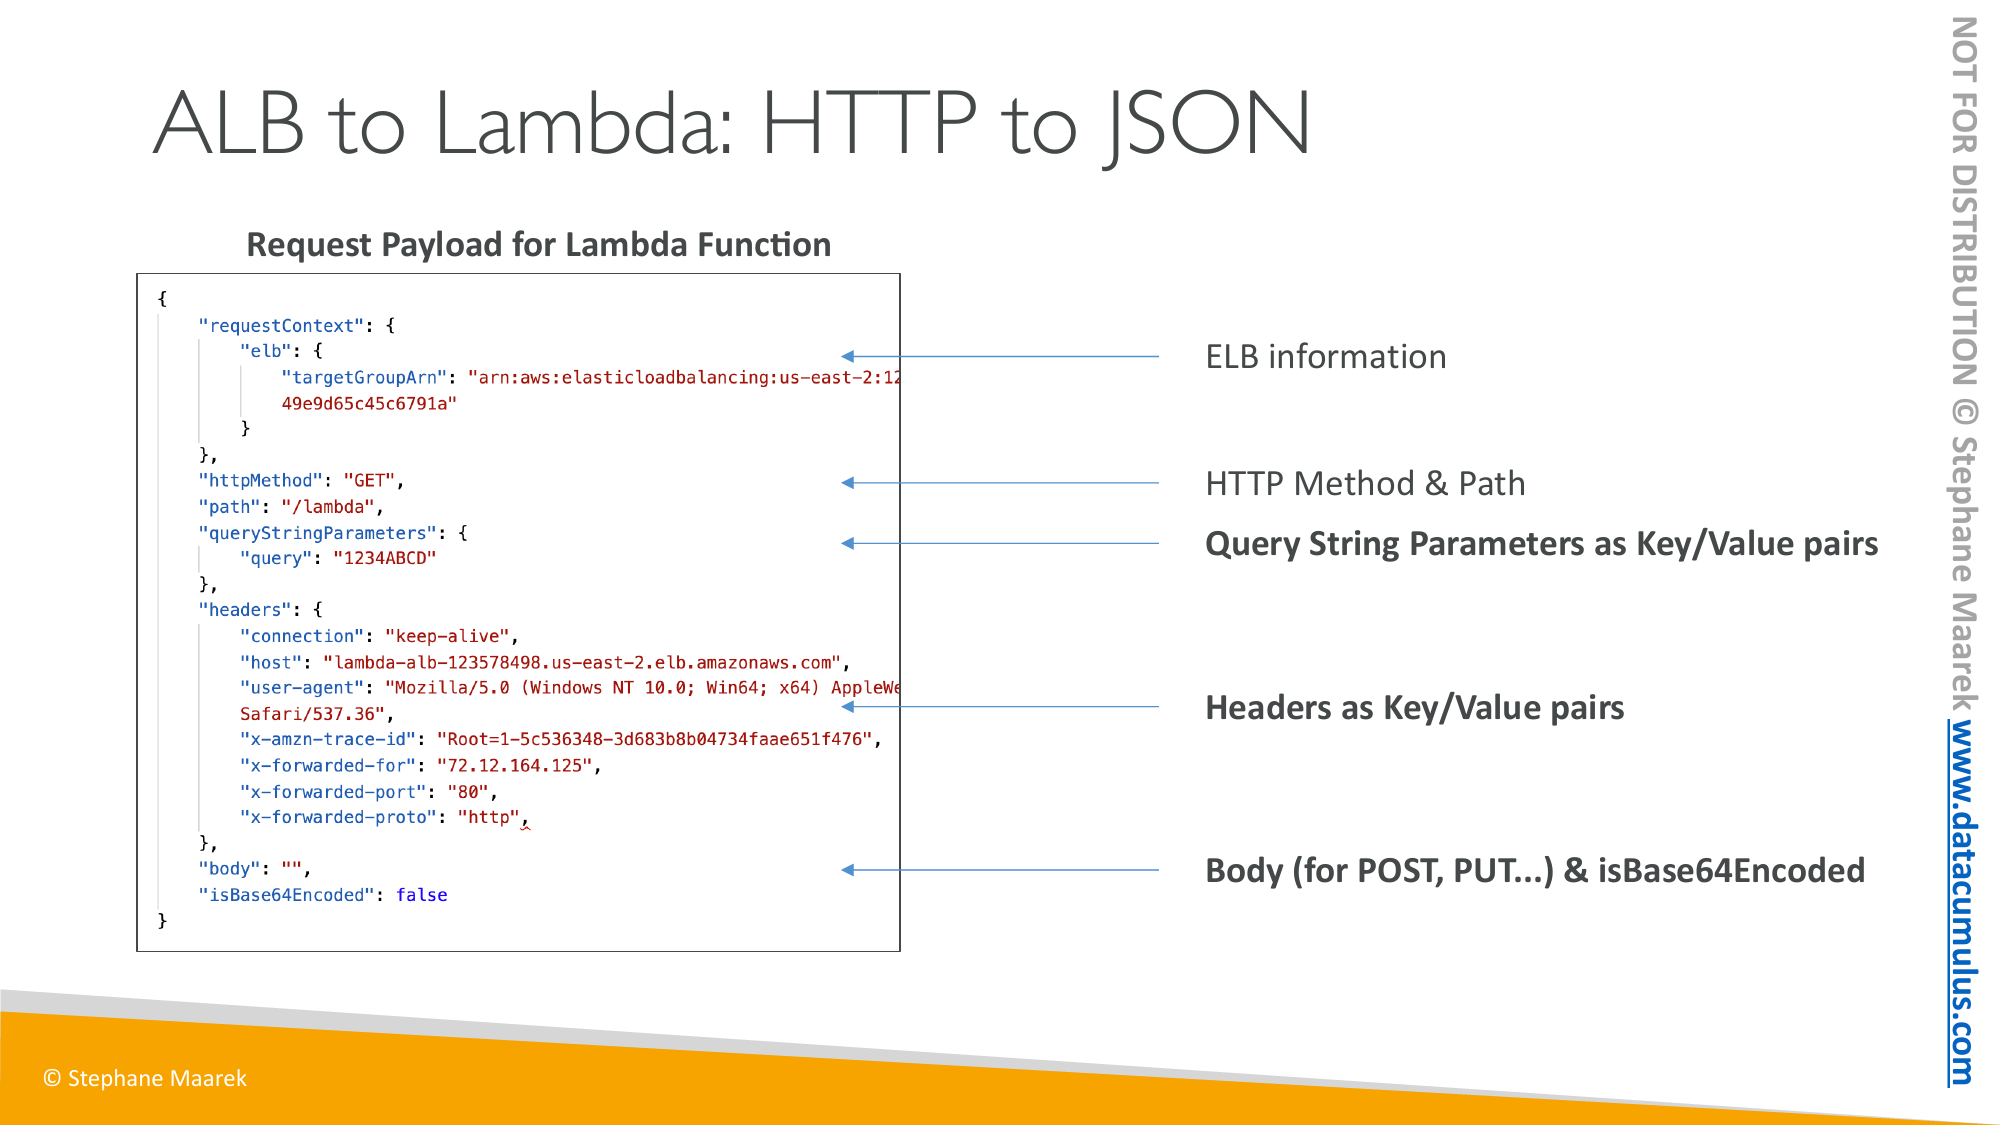 ALB to Lambda: HTTP to JSON
Request Payload for Lambda Function
{
"requestContext": {
"elb": {
"targetGroupArn": "arn:aws:elasticloadbalancing:us-east-2:12
49e9d65c45c6791a"
}
},
"httpMethod": "GET",
"path": "/lambda",
"queryStringParameters": {
"query": "1234ABCD"
},
"headers": {
"connection": "keep-alive",
"host": "lambda-alb-123578498.us-east-2.elb.amazonaws.com",
"user-agent": "Mozilla/5.0 (Windows NT 10.0; Win64; x64) AppleWe
Safari/537.36",
"x-amzn-trace-id": "Root=1-5c536348-3d683b8b04734faae651f476",
"x-forwarded-for": "72.12.164.125",
"x-forwarded-port": "80",
"x-forwarded-proto": "http",
},
"body": "",
"isBase64Encoded": false
}
ELB information
HTTP Method & Path
Query String Parameters as Key/Value pairs
Headers as Key/Value pairs
Body (for POST, PUT...) & isBase64Encoded
© Stephane Maarek
NOT FOR DISTRIBUTION © Stephane Maarek www.datacumulus.com